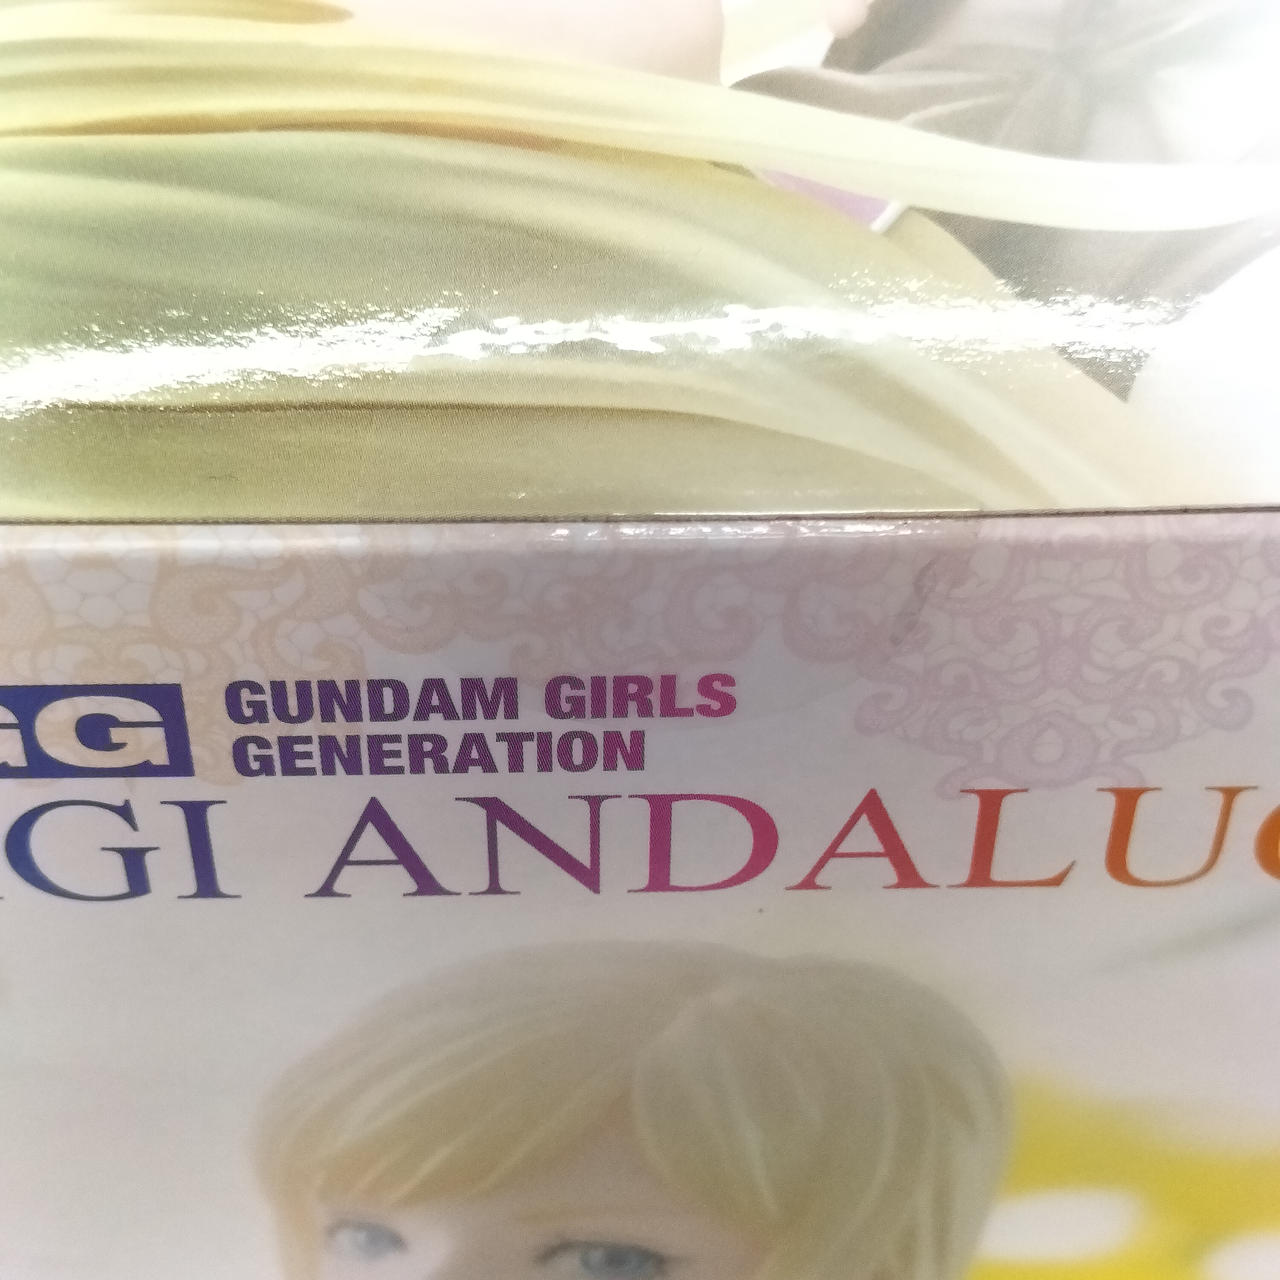 GG
GUNDAM GIRLS
GENERATION
GI ANDALU